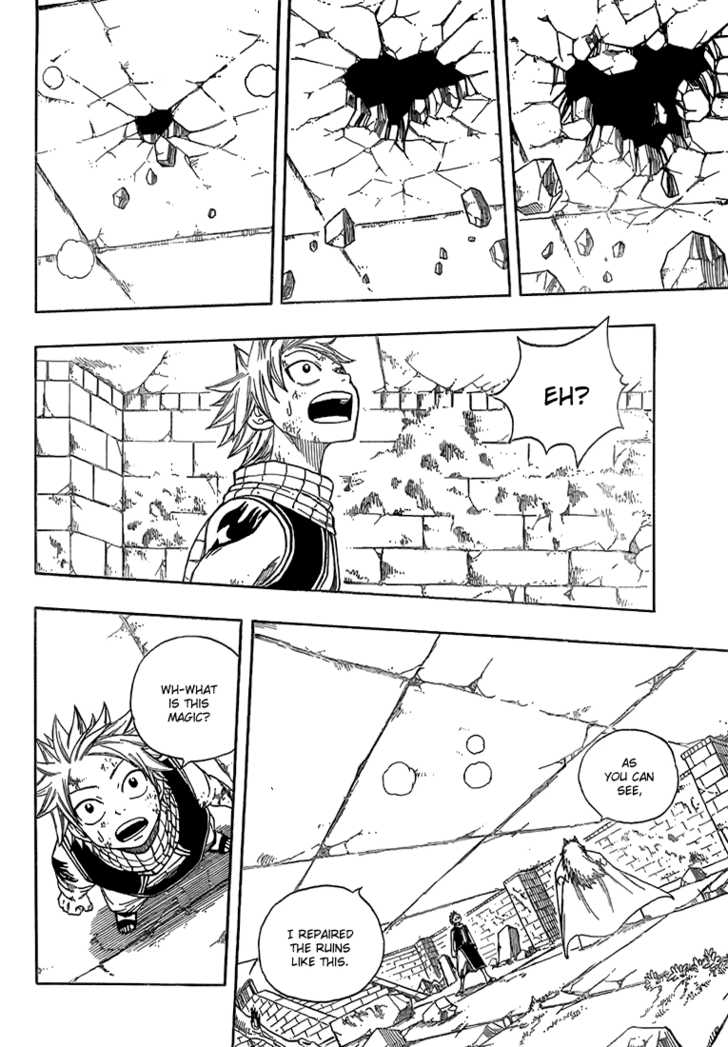 EH?
WH-WHAT
IS THIS
MAGIC?
AS
YOU CAN
SEE,
I REPAIRED
THE RUINS
LIKE THIS.